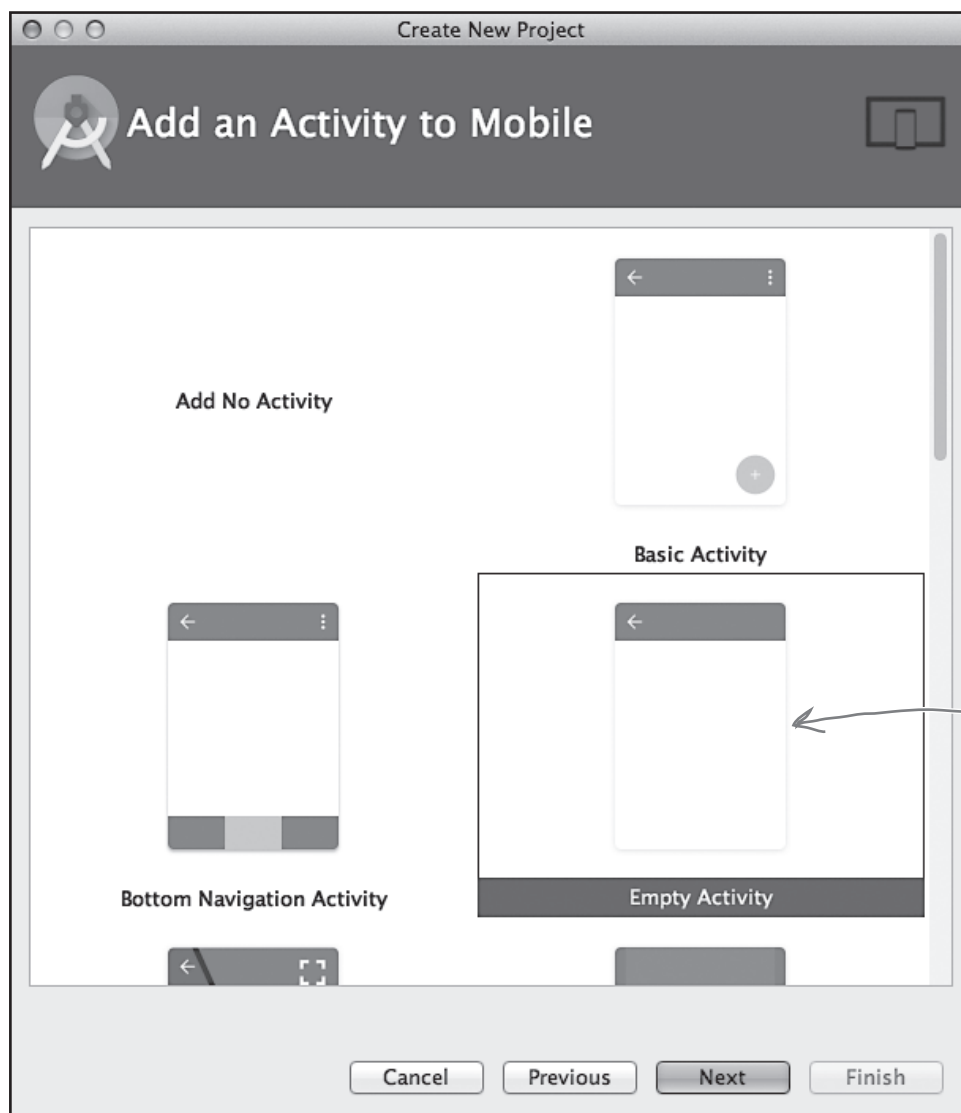 Create New Project
Add an Activity to Mobile
Add No Activity
Basic Activity
Bottom Navigation Activity
Empty Activity
Cancel
Previous
Next
Finish